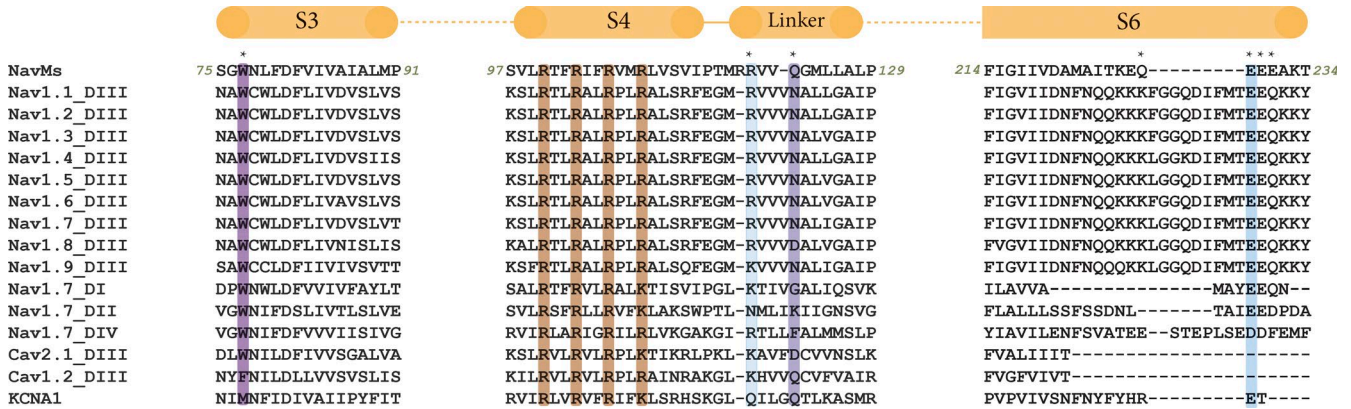 S3 S4 Linker S6
* * * * * * *
NavMs 75 SGWNLFDFVIVAIALMP 91 97 SVLRTFRIFRVMRLVSVIPTMRRVV-QGMLLALP 129 214 FIGIIVDAMAITKEQ---------EEEAKT 234
Nav1.1_DIII NAWCWLDFLIVDVSLVS KSLRTLRALRPLRALSRFEGM-RVVVNALLGAIP FIGVIIDNFNQQKKKFGGQDIFMTEEQKKY
Nav1.2_DIII NAWCWLDFLIVDVSLVS KSLRTLRALRPLRALSRFEGM-RVVVNALLGAIP FIGVIIDNFNQQKKKFGGQDIFMTEEQKKY
Nav1.3_DIII NAWCWLDFLIVDVSLVS KSLRTLRALRPLRALSRFEGM-RVVVNALVGAIP FIGVIIDNFNQQKKKFGGQDIFMTEEQKKY
Nav1.4_DIII NAWCWLDFLIVDVSIIS KSLRTLRALRPLRALSRFEGM-RVVVNALLGAIP FIGVIIDNFNQQKKKLGGKDIFMTEEQKKY
Nav1.5_DIII NAWCWLDFLIVDVSLVS KSLRTLRALRPLRALSRFEGM-RVVVNALVGAIP FIGVIIDNFNQQKKKLGGQDIFMTEEQKKY
Nav1.6_DIII NAWCWLDFLIVAVSLVS KSLRTLRALRPLRALSRFEGM-RVVVNALVGAIP FIGVIIDNFNQQKKKFGGQDIFMTEEQKKY
Nav1.7_DIII NAWCWLDFLIVDVSLVT KSLRTLRALRPLRALSRFEGM-RVVVNALLGAIP FIGVIIDNFNQQKKKLGGQDIFMTEEQKKY
Nav1.8_DIII NAWCWLDFLIVNISLIS KALRTLRALRPLRALSRFEGM-RVVVDALVGAIP FVGVIIDNFNQQKKKLGGQDIFMTEEQKKY
Nav1.9_DIII SAWCCLDFIIVIVSVTT KSFRTLRALRPLRALSQFEGM-KVVVNALIGAIP FIGVIIDNFNQQQKKLGGQDIFMTEEQKKY
Nav1.7_DI DPWNWLDFVVIVFAYLT SALRTFRVLRALKTISVIPGL-KTIVGALIQSVK ILAVVA---------------MAYEEQN--
Nav1.7_DII VGWNIFDSLIVTLSLVE SVLRSFRLLRVFKLAKSWPTL-NMLIKIIGNSVG FLALLLSSFSSDNL-------TAIEEDPDA
Nav1.7_DIV VGWNIFDFVVVIISIVG RVIRLARIGRILRLVKGAKGI-RTLLFALMMSLP YIAVILENFSVATEE--STEPLSEDDFEMF
Cav2.1_DIII DLWNILDFIVVSGALVA KSLRVLRVLRPLKTIKRLPKL-KAVFDCVVNSLK FVALIIIT----------------------
Cav1.2_DIII NYFNILDLLVVSVSLIS KILRVLRVLRPLRAINRAKGL-KHVVQCVFVAIR FVGFVIVT----------------------
KCNA1 NIMNFIDIVAIIPYFIT RVIRLVRVFRIFKLSRHSKGL-QILGQTLKASMR PVPVIVSNFNYFYHR---------ET----